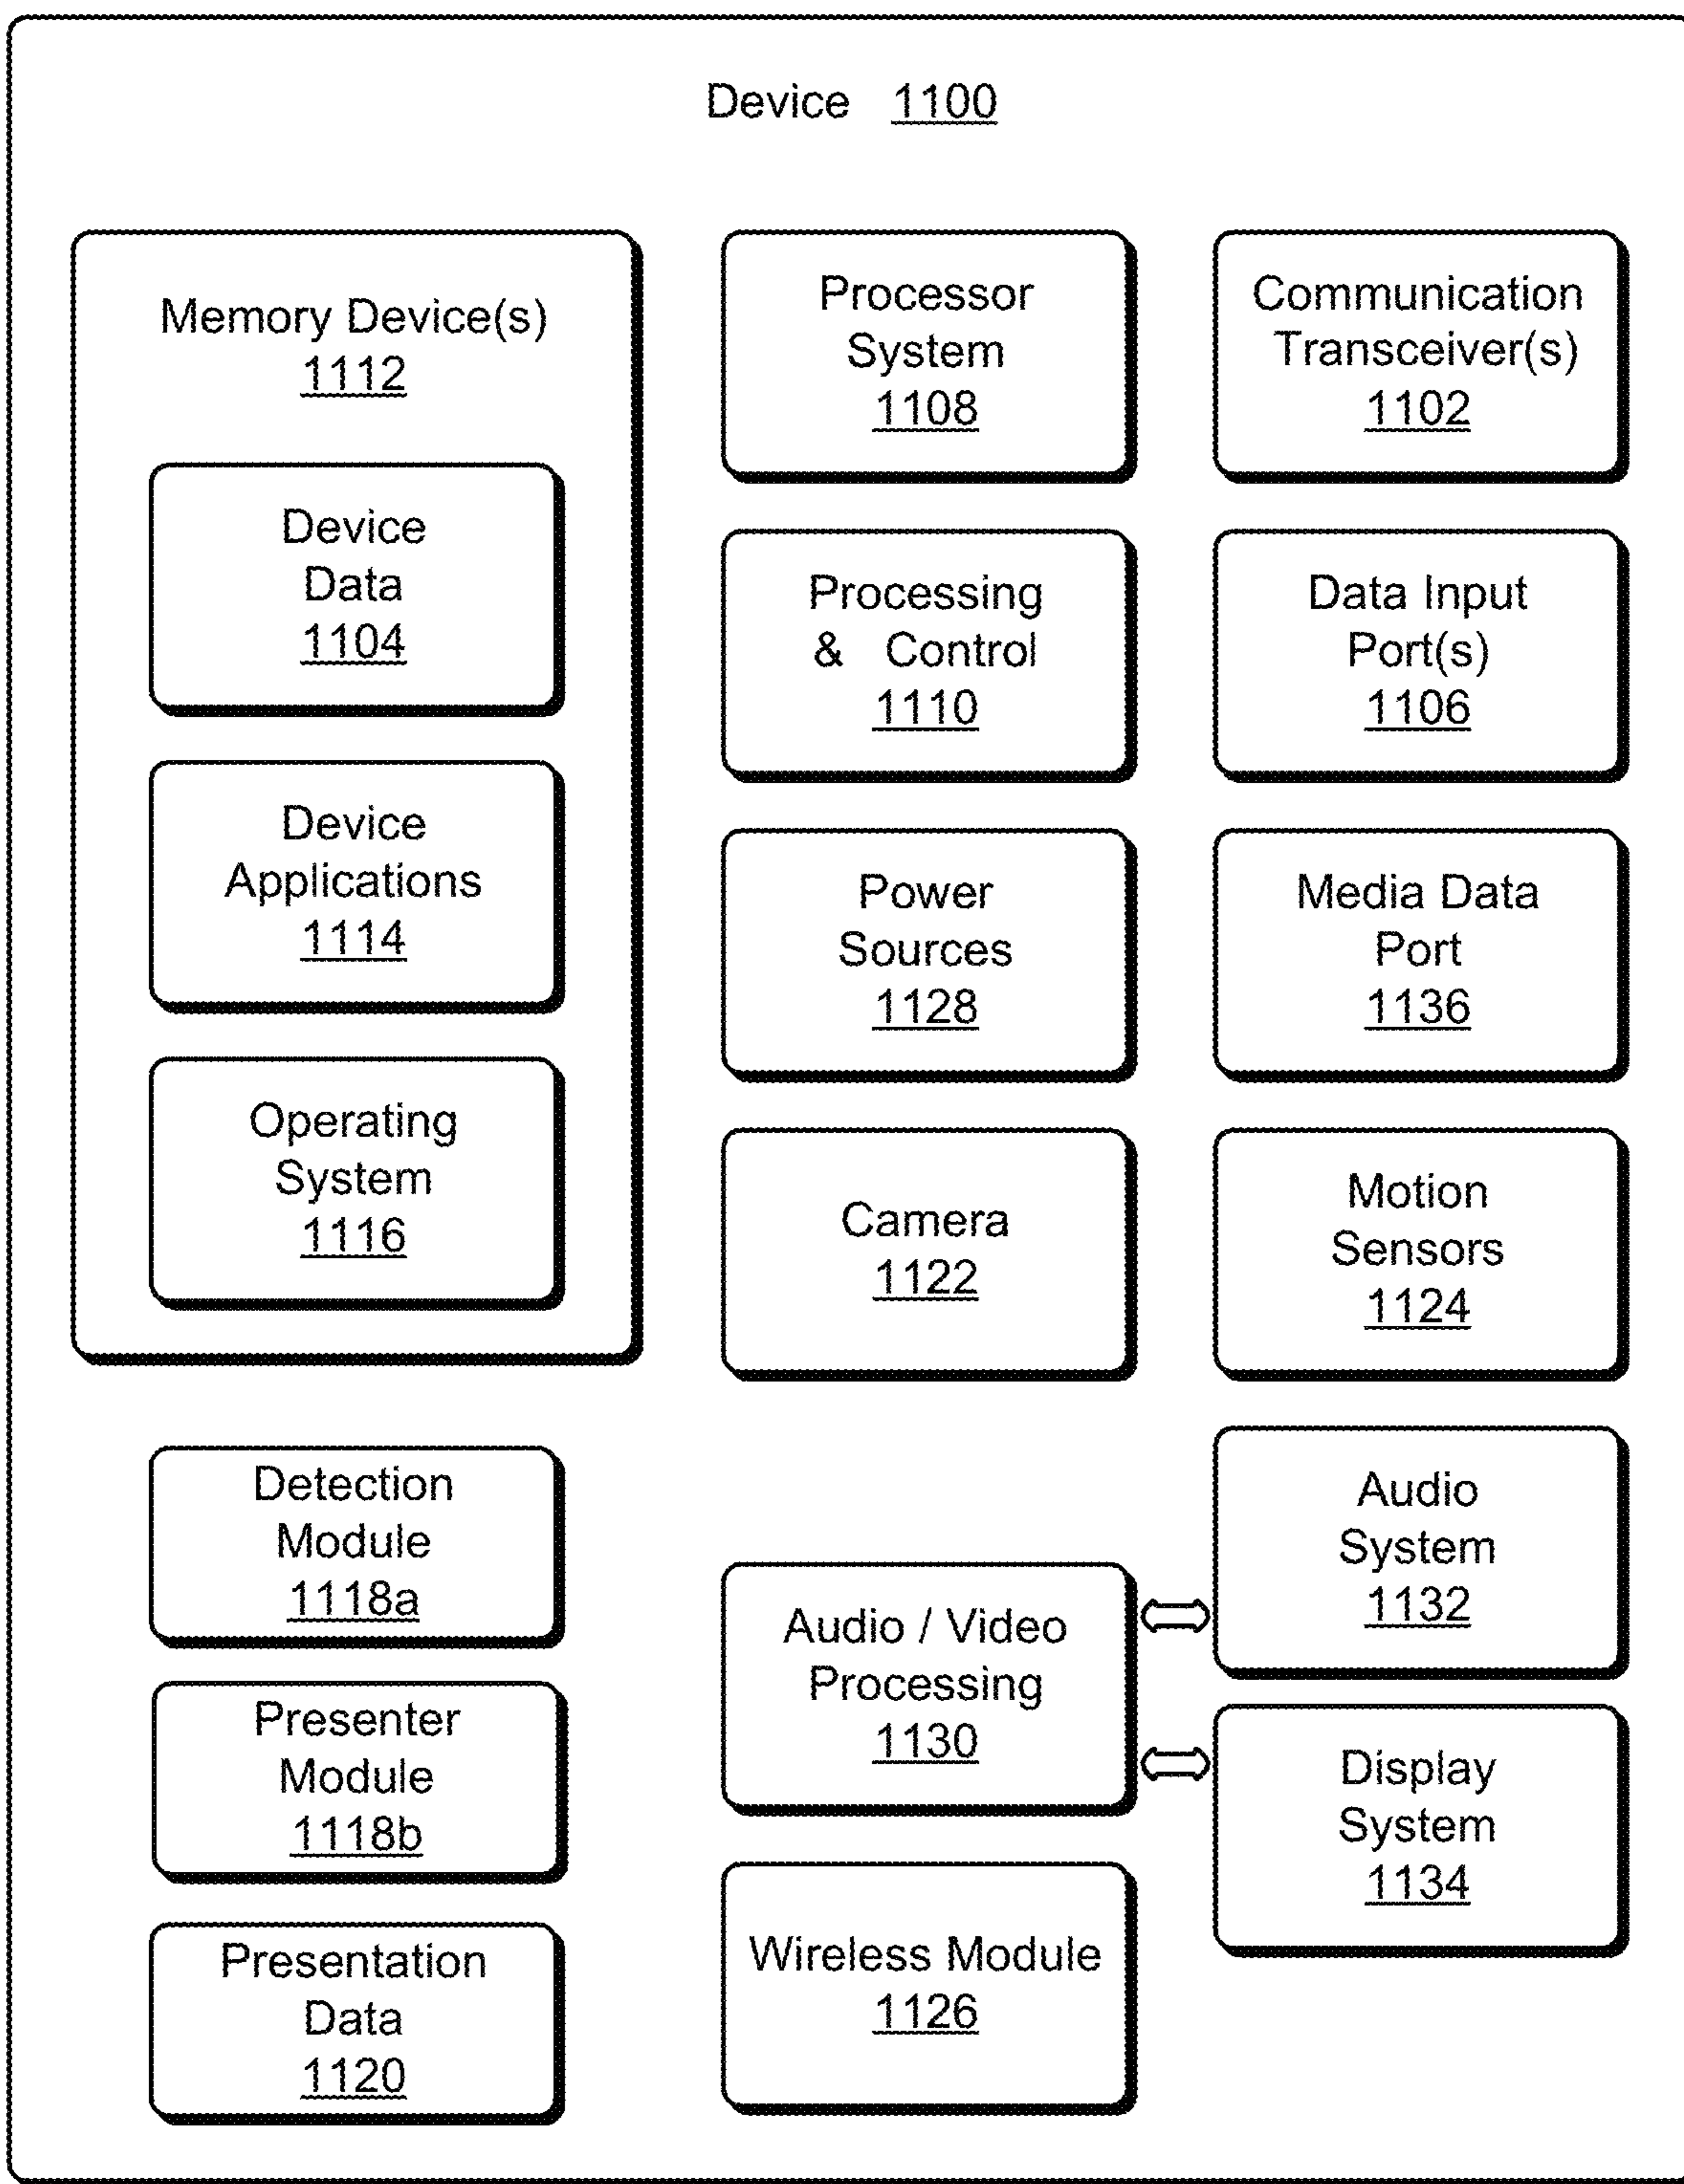 Device 1100
Memory Device(s)
1112
Device
Data
1104
Device
Applications
1114
Operating
System
1116
Detection
Module
1118a
Presenter
Module
1118b
Presentation
Data
1120
Processor
System
1108
Processing
& Control
1110
Power
Sources
1128
Camera
1122
Audio / Video
Processing
1130
Wireless Module
1126
Communication
Transceiver(s)
1102
Data Input
Port(s)
1106
Media Data
Port
1136
Motion
Sensors
1124
Audio
System
1132
Display
System
1134